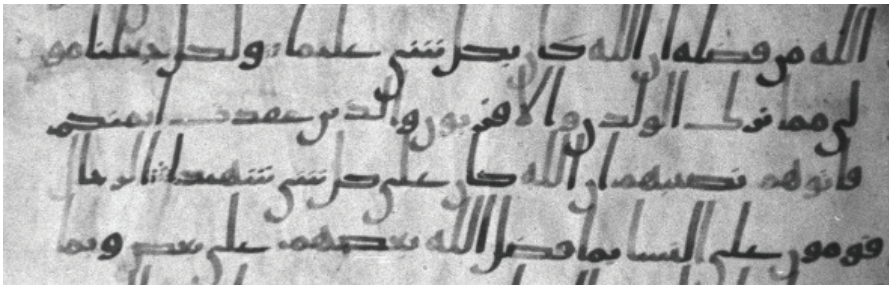 الله من فضله ان الله كان بكل شى عليما ولكل جعلنا مو
لى مما ترك الولدن والاقربون والذين عقدت ايمنكم
فاتوهم نصيبهم ان الله كان على كل شى شهيدا الرجال
قومون على النسا بما فضل الله بعضهم على بعض وبما